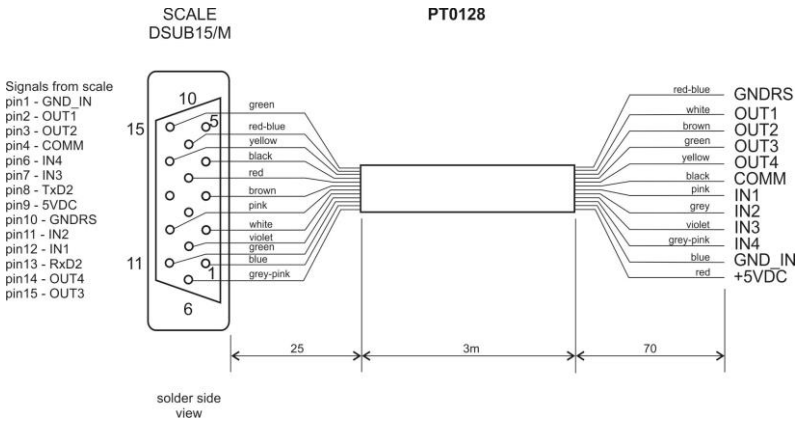 SCALE
DSUB15/M
PT0128
Signals from scale
pin1 - GND_IN
pin2 - OUT1
pin3 - OUT2
pin4 - COMM
pin6 - IN4
pin7 - IN3
pin8 - TxD2
pin9 - 5VDC
pin10 - GNDRS
pin11 - IN2
pin12 - IN1
pin13 - RxD2
pin14 - OUT4
pin15 - OUT3
10
15
5
11
1
6
green
red-blue
yellow
black
red
brown
pink
white
violet
green
blue
grey-pink
red-blue GNDRS
white OUT1
brown OUT2
green OUT3
yellow OUT4
black COMM
pink IN1
grey IN2
violet IN3
grey-pink IN4
blue GND_IN
red +5VDC
25
3m
70
solder side
view